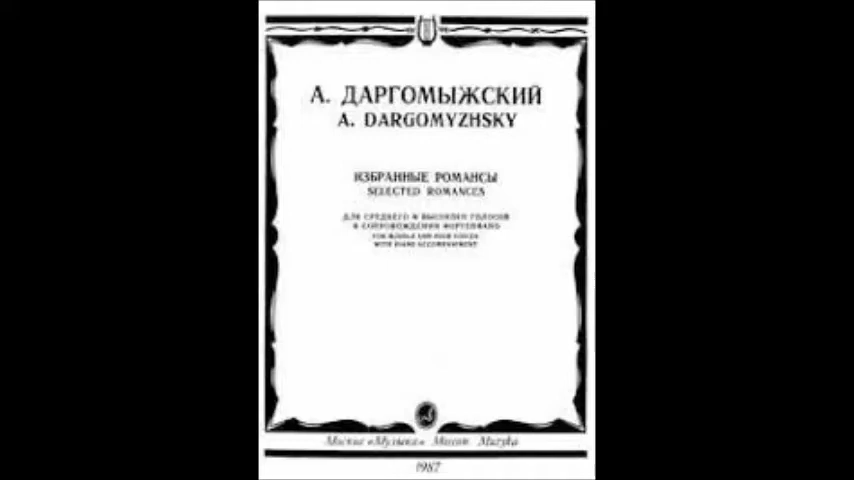 А. ДАРГОМЫЖСКИЙ
A. DARGOMYZHSKY
ИЗБРАННЫЕ РОМАНСЫ
SELECTED ROMANCES
ДЛЯ СРЕДНЕГО И ВЫСОКОГО ГОЛОСОВ
В СОПРОВОЖДЕНИИ ФОРТЕПИАНО
FOR MIDDLE AND HIGH VOICES
WITH PIANO ACCOMPANIMENT
Москва «Музыка» Moscow Muzyka
1987